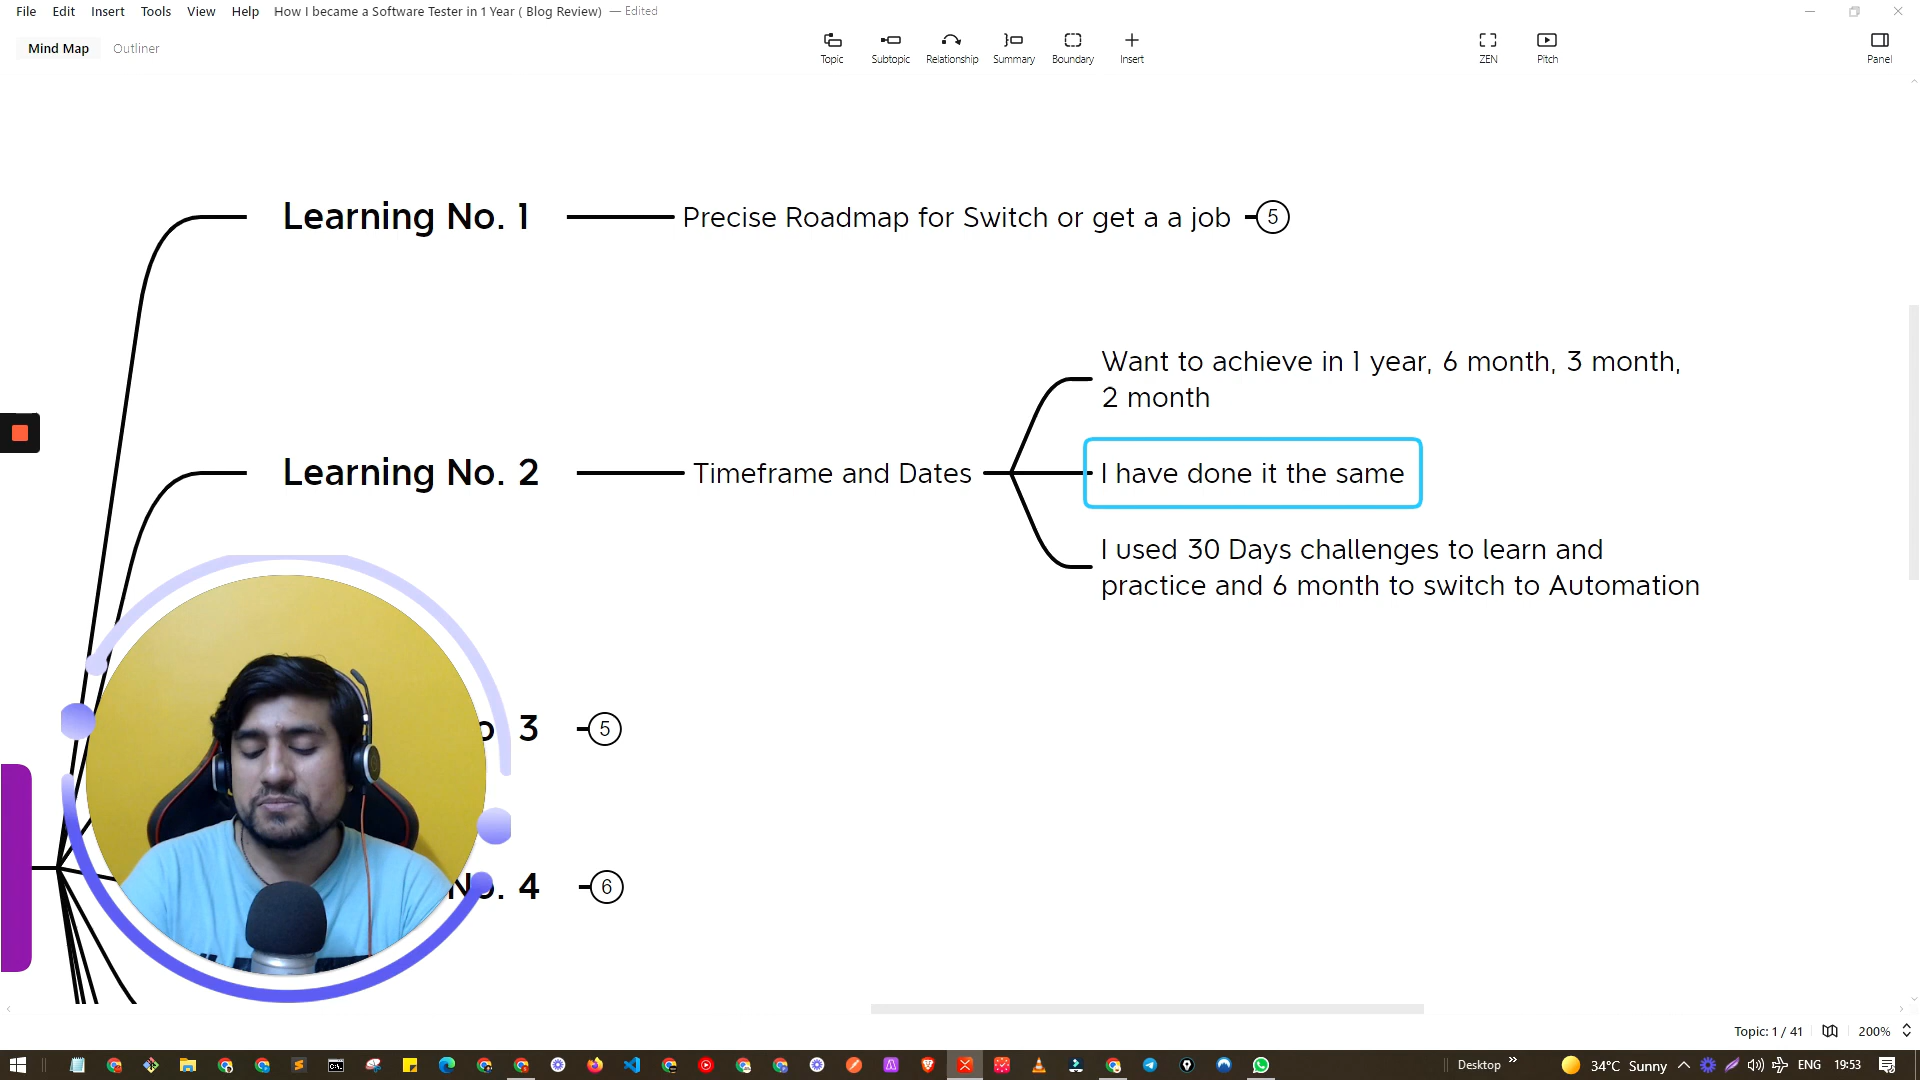 File Edit Insert Tools View Help How I became a Software Tester in 1 Year ( Blog Review) — Edited
Mind Map Outliner
Topic Subtopic Relationship Summary Boundary Insert ZEN Pitch Panel
Learning No. 1 Precise Roadmap for Switch or get a a job 5
Want to achieve in 1 year, 6 month, 3 month,
2 month
Learning No. 2 Timeframe and Dates I have done it the same
I used 30 Days challenges to learn and
practice and 6 month to switch to Automation
3 5
No. 4 6
Topic: 1 / 41 200%
Desktop 34°C Sunny ENG 19:53